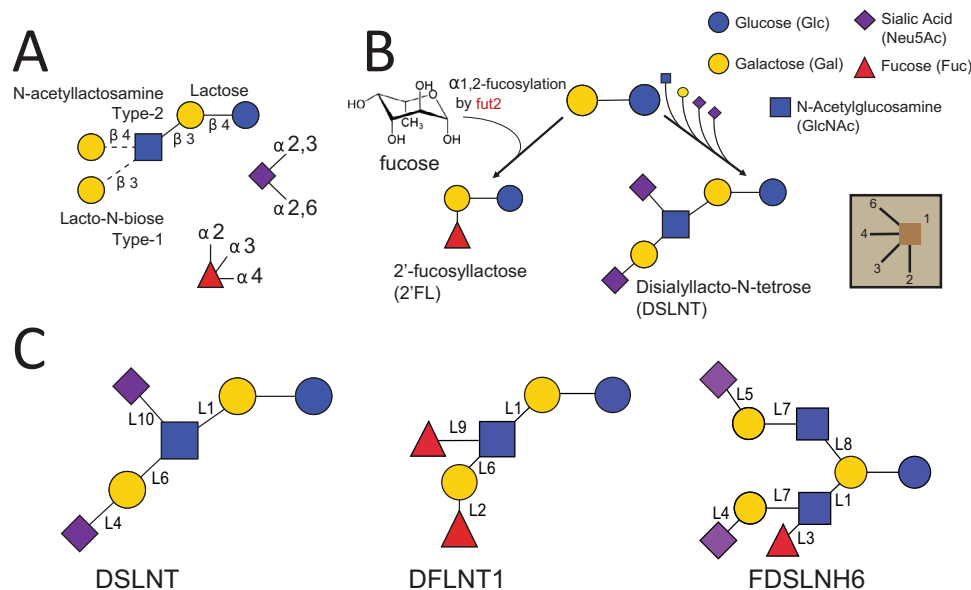 A
N-acetyllactosamine
Type-2
Lactose
β 4
β 3
β 4
β 3
Lacto-N-biose
Type-1
α 2,3
α 2,6
α 2
α 3
α 4
B
α1,2-fucosylation
by fut2
HO
OH
OH
O
CH3
OH
OH
fucose
2'-fucosyllactose
(2'FL)
Disialyllacto-N-tetrose
(DSLNT)
Glucose (Glc)
Galactose (Gal)
Sialic Acid
(Neu5Ac)
Fucose (Fuc)
N-Acetylglucosamine
(GlcNAc)
6
1
4
3
2
C
L10
L1
L6
L4
DSLNT
L1
L9
L6
L2
DFLNT1
L5
L7
L8
L7
L1
L4
L3
FDSLNH6